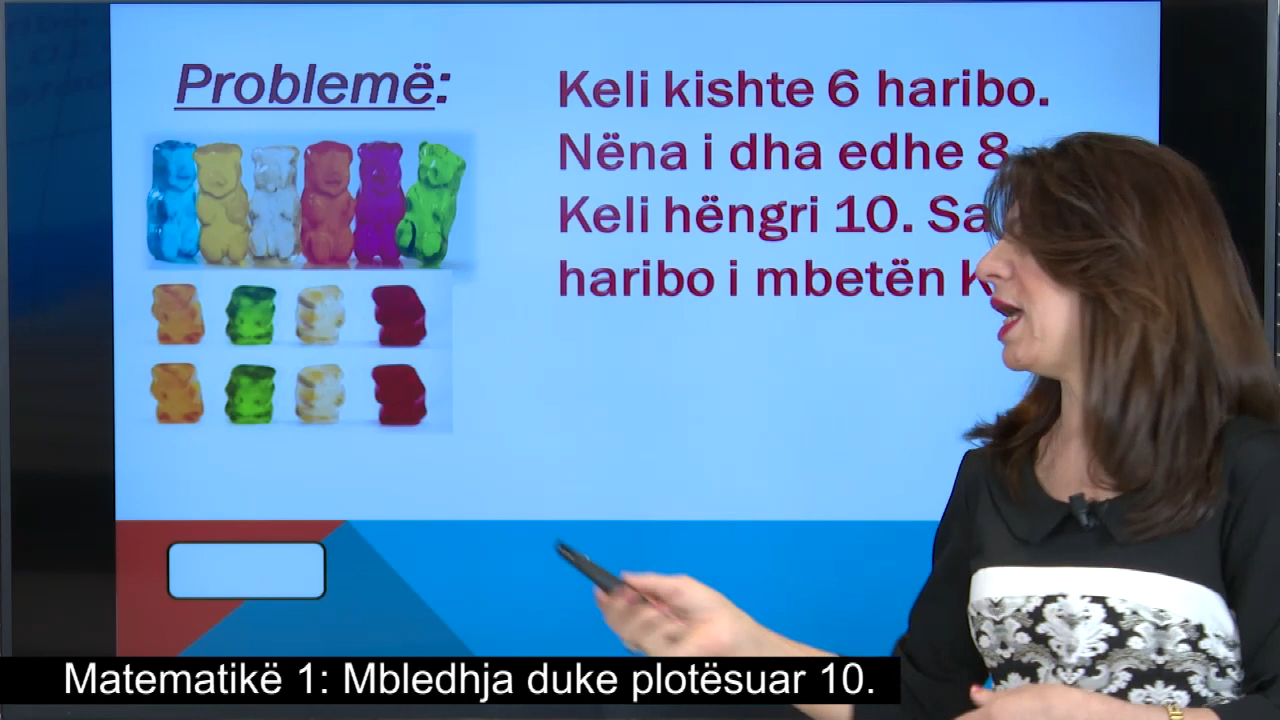 Problemë:
Keli kishte 6 haribo.
Nëna i dha edhe 8
Keli hëngri 10.
haribo i mbetën
Matematikë 1: Mbledhja duke plotësuar 10.